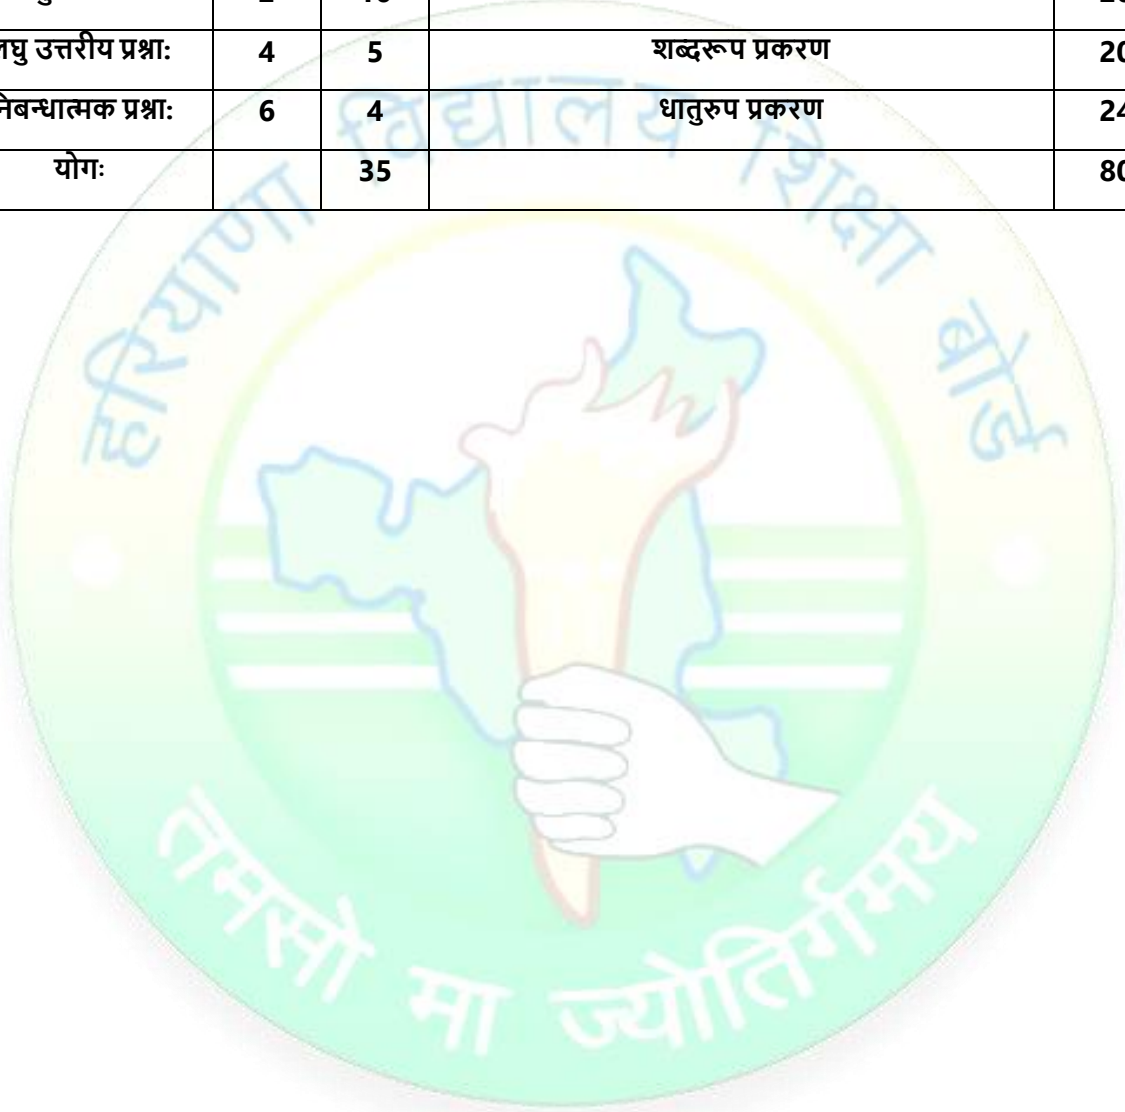 लघु उत्तरीय प्रश्ना: 4 5 शब्दरूप प्रकरण 20
निबन्धात्मक प्रश्ना: 6 4 धातुरुप प्रकरण 24
योगः 35 80
हरियाणा विद्यालय शिक्षा बोर्ड
तमसो मा ज्योतिर्गमय